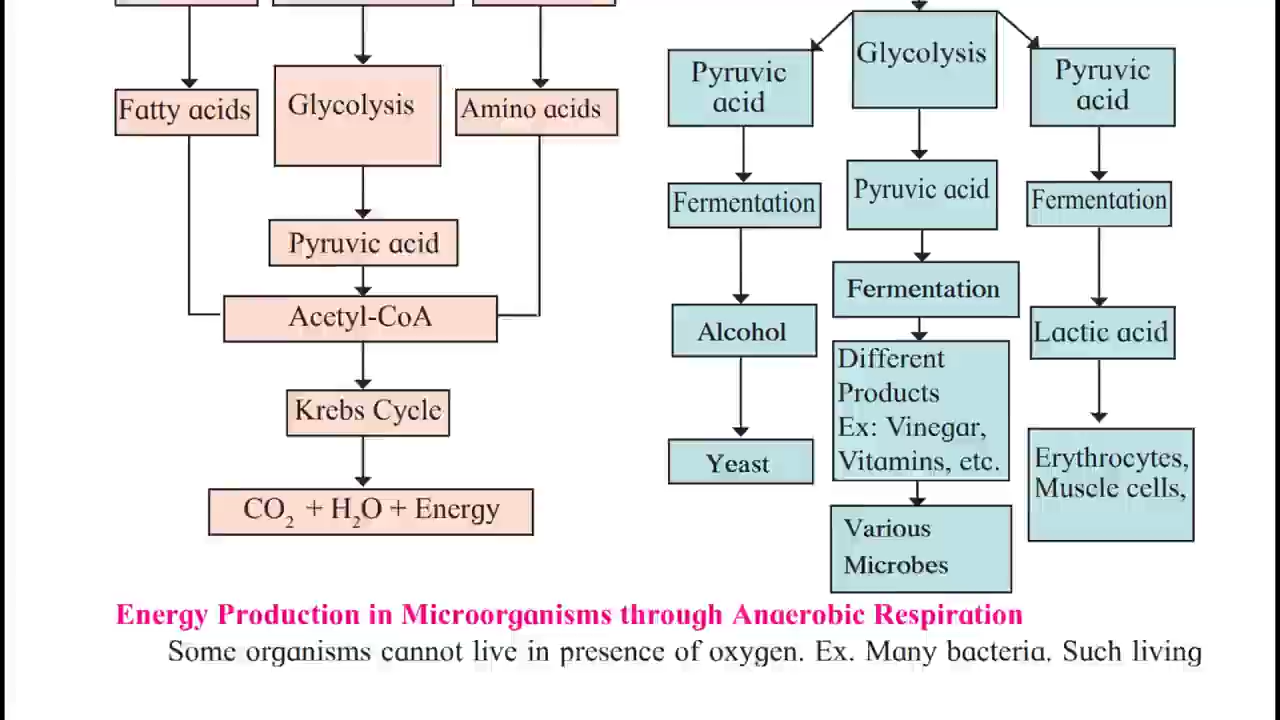 Fatty acids
Glycolysis
Amino acids
Pyruvic acid
Acetyl-CoA
Krebs Cycle
CO₂ + H₂O + Energy
Pyruvic
acid
Fermentation
Alcohol
Yeast
Glycolysis
Pyruvic acid
Fermentation
Different
Products
Ex: Vinegar,
Vitamins, etc.
Various
Microbes
Pyruvic
acid
Fermentation
Lactic acid
Erythrocytes,
Muscle cells,
Energy Production in Microorganisms through Anaerobic Respiration
Some organisms cannot live in presence of oxygen. Ex. Many bacteria. Such living